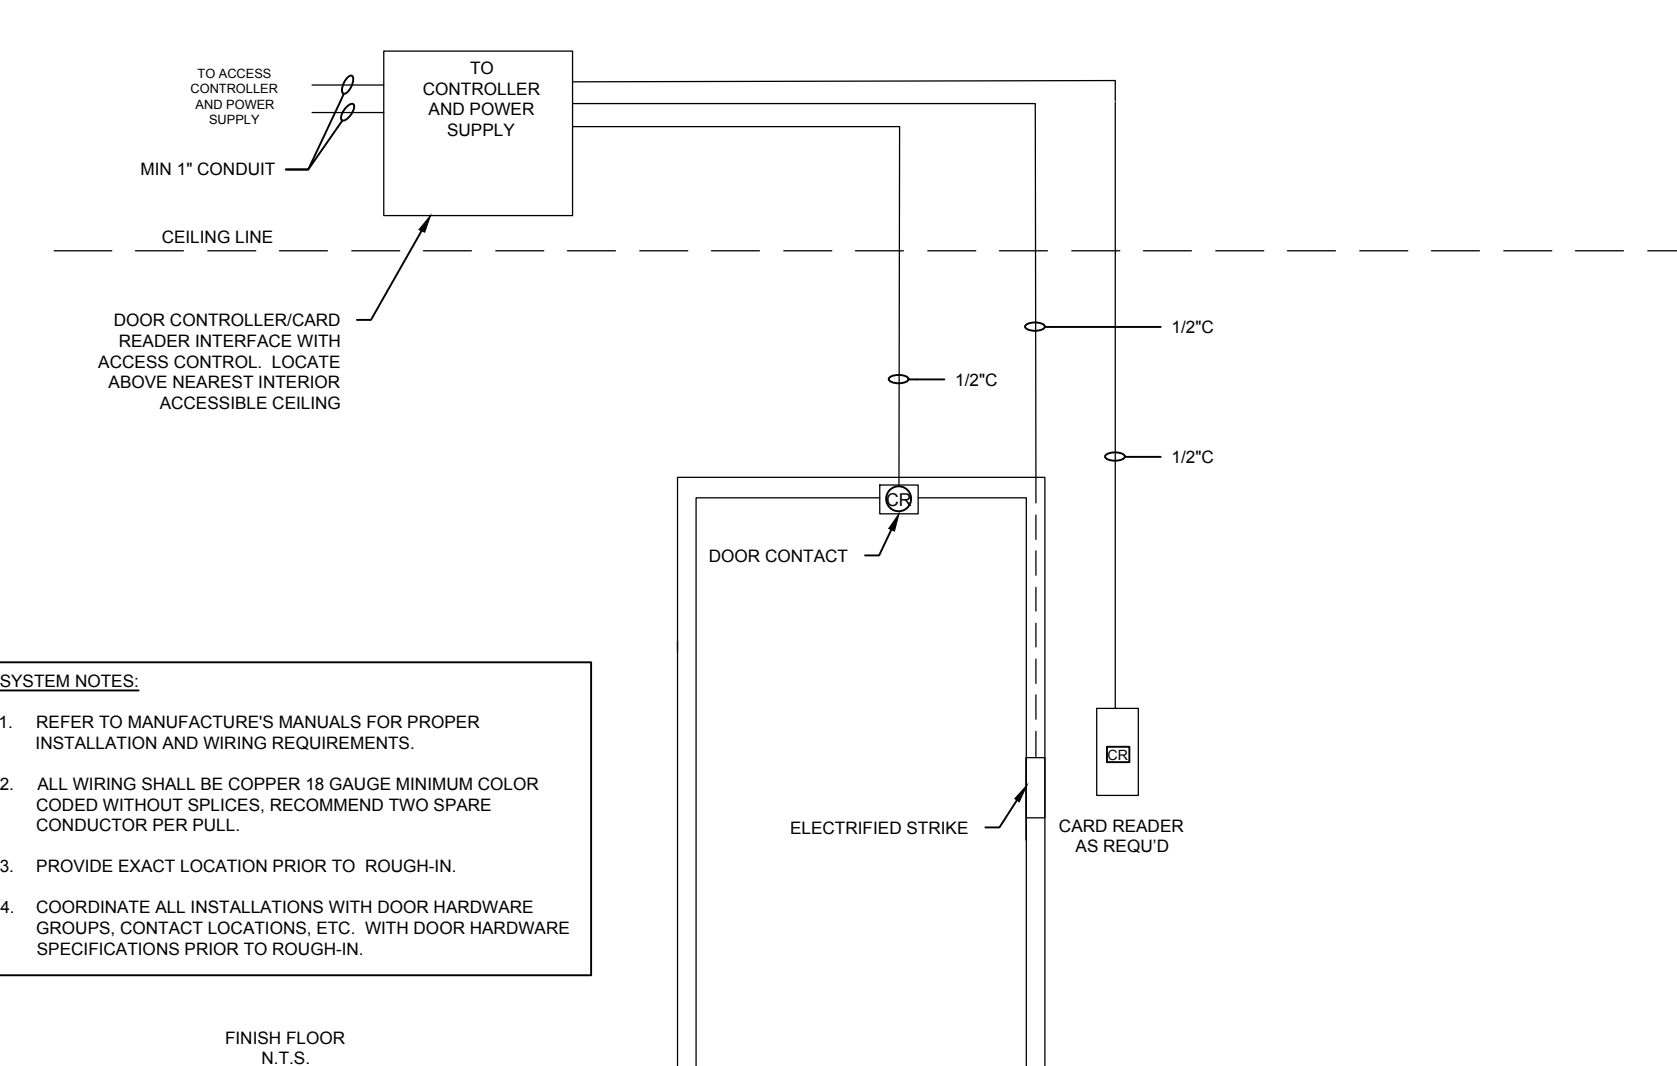 TO ACCESS
CONTROLLER
AND POWER
SUPPLY
TO
CONTROLLER
AND POWER
SUPPLY
MIN 1" CONDUIT
CEILING LINE
DOOR CONTROLLER/CARD
READER INTERFACE WITH
ACCESS CONTROL. LOCATE
ABOVE NEAREST INTERIOR
ACCESSIBLE CEILING
1/2"C
1/2"C
1/2"C
CR
DOOR CONTACT
CR
ELECTRIFIED STRIKE
CARD READER
AS REQU'D
SYSTEM NOTES:
1. REFER TO MANUFACTURE'S MANUALS FOR PROPER
INSTALLATION AND WIRING REQUIREMENTS.
2. ALL WIRING SHALL BE COPPER 18 GAUGE MINIMUM COLOR
CODED WITHOUT SPLICES, RECOMMEND TWO SPARE
CONDUCTOR PER PULL.
3. PROVIDE EXACT LOCATION PRIOR TO ROUGH-IN.
4. COORDINATE ALL INSTALLATIONS WITH DOOR HARDWARE
GROUPS, CONTACT LOCATIONS, ETC. WITH DOOR HARDWARE
SPECIFICATIONS PRIOR TO ROUGH-IN.
FINISH FLOOR
N.T.S.